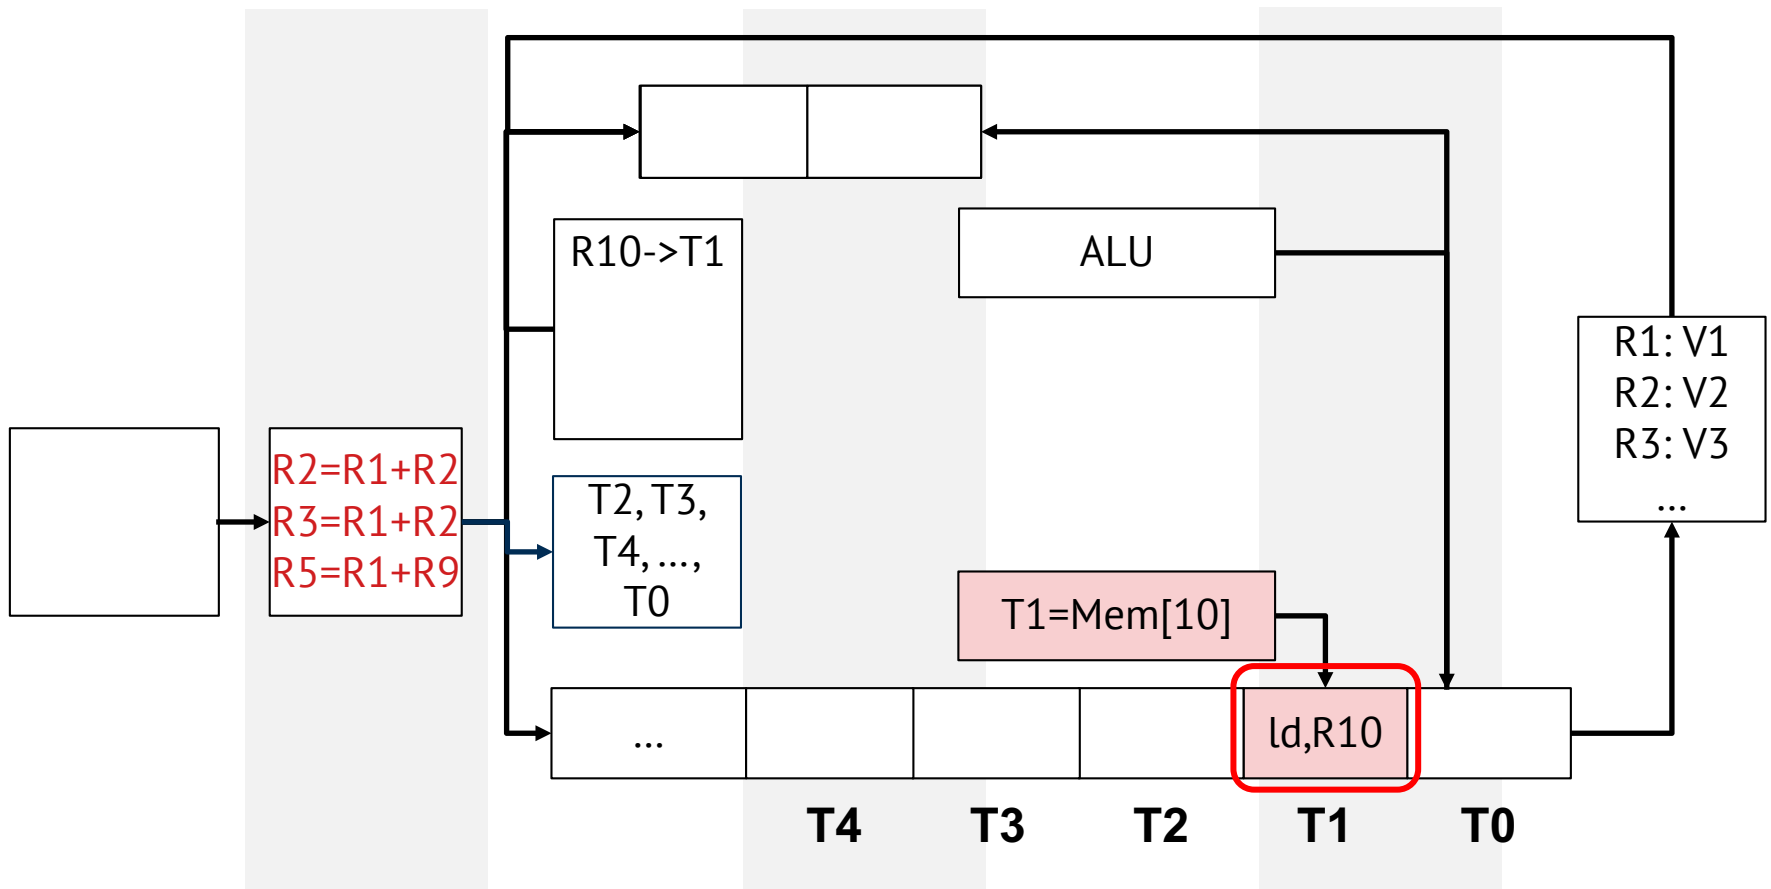 R10->T1
ALU
R1: V1
R2: V2
R3: V3
...
R2=R1+R2
R3=R1+R2
R5=R1+R9
T2, T3,
T4, ...,
T0
T1=Mem[10]
...
ld,R10
T4
T3
T2
T1
T0